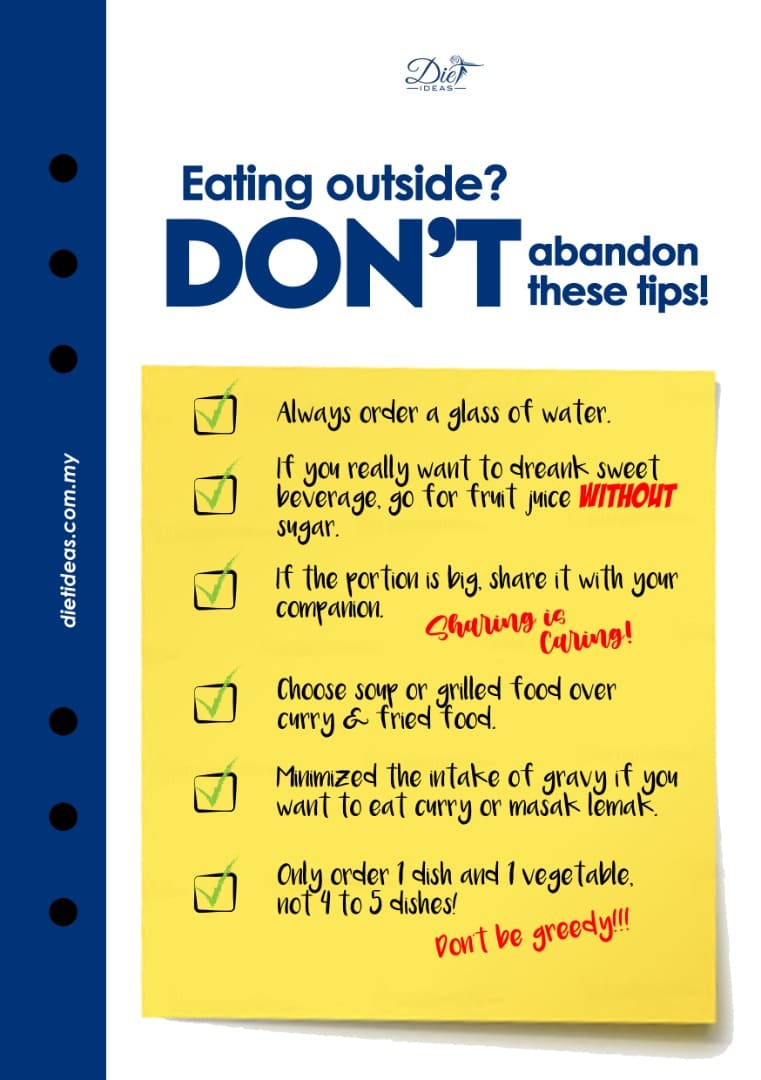 Diet
IDEAS
Eating outside?
DON'T abandon
these tips!
dietideas.com.my
Always order a glass of water.
If you really want to dreank sweet
beverage, go for fruit juice WITHOUT
sugar.
If the portion is big, share it with your
companion.
Sharing is
Caring!
Choose soup or grilled food over
curry & fried food.
Minimized the intake of gravy if you
want to eat curry or masak lemak.
Only order 1 dish and 1 vegetable,
not 4 to 5 dishes!
Don't be greedy!!!